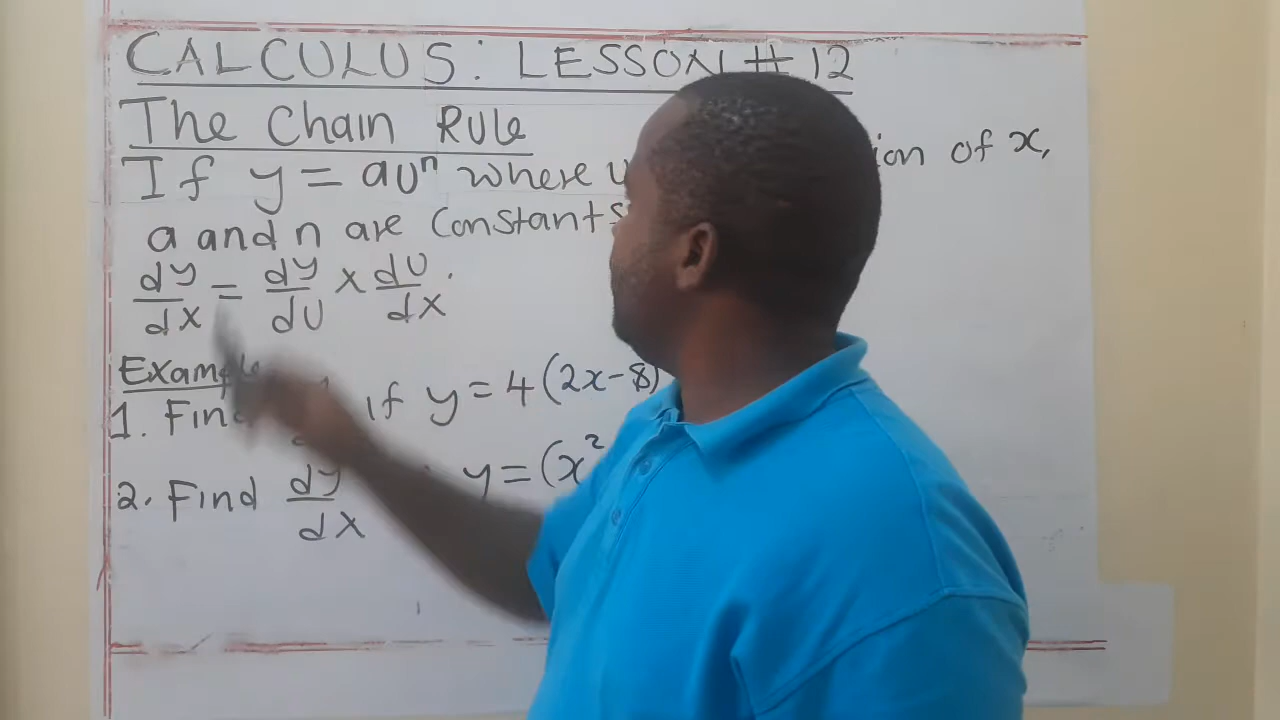 CALCULUS: LESSON # 12
The Chain Rule
If y = aUⁿ where ion of x,
a and n are constants
dy/dx = dy/dU × dU/dx.
Example
1. Find if y = 4(2x-8)
2. Find dy/dx y = (x²